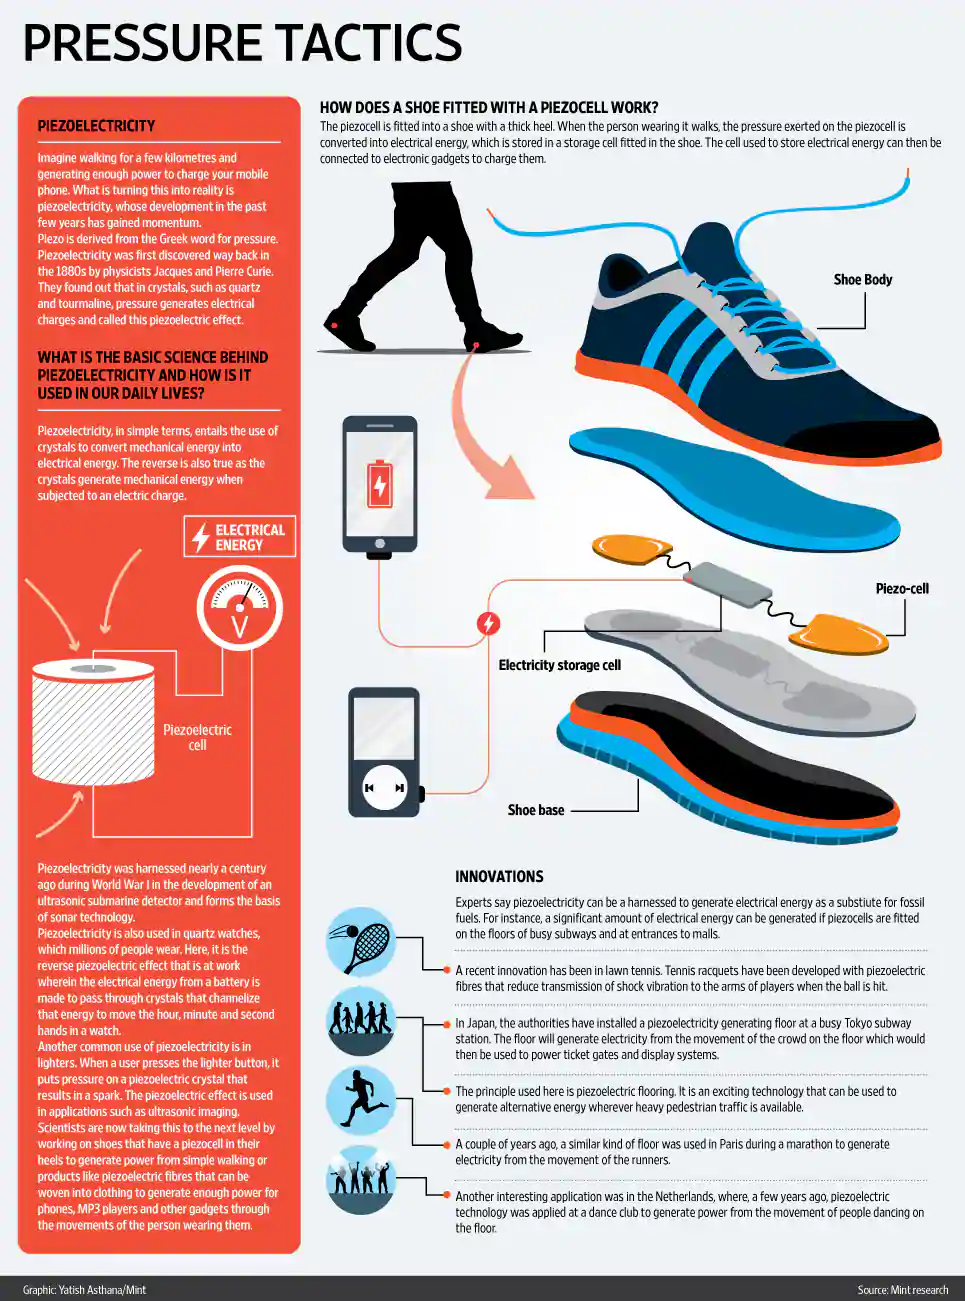 PRESSURE TACTICS
PIEZOELECTRICITY
Imagine walking for a few kilometres and
generating enough power to charge your mobile
phone. What is turning this into reality is
piezoelectricity, whose development in the past
few years has gained momentum.
Piezo is derived from the Greek word for pressure.
Piezoelectricity was first discovered way back in
the 1880s by physicists Jacques and Pierre Curie.
They found out that in crystals, such as quartz
and tourmaline, pressure generates electrical
charges and called this piezoelectric effect.
WHAT IS THE BASIC SCIENCE BEHIND
PIEZOELECTRICITY AND HOW IS IT
USED IN OUR DAILY LIVES?
Piezoelectricity, in simple terms, entails the use of
crystals to convert mechanical energy into
electrical energy. The reverse is also true as the
crystals generate mechanical energy when
subjected to an electric charge.
ELECTRICAL
ENERGY
V
Piezoelectric
cell
Piezoelectricity was harnessed nearly a century
ago during World War I in the development of an
ultrasonic submarine detector and forms the basis
of sonar technology.
Piezoelectricity is also used in quartz watches,
which millions of people wear. Here, it is the
reverse piezoelectric effect that is at work
wherein the electrical energy from a battery is
made to pass through crystals that channelize
that energy to move the hour, minute and second
hands in a watch.
Another common use of piezoelectricity is in
lighters. When a user presses the lighter button, it
puts pressure on a piezoelectric crystal that
results in a spark. The piezoelectric effect is used
in applications such as ultrasonic imaging.
Scientists are now taking this to the next level by
working on shoes that have a piezocell in their
heels to generate power from simple walking or
products like piezoelectric fibres that can be
woven into clothing to generate enough power for
phones, MP3 players and other gadgets through
the movements of the person wearing them.
HOW DOES A SHOE FITTED WITH A PIEZOCELL WORK?
The piezocell is fitted into a shoe with a thick heel. When the person wearing it walks, the pressure exerted on the piezocell is
converted into electrical energy, which is stored in a storage cell fitted in the shoe. The cell used to store electrical energy can then be
connected to electronic gadgets to charge them.
Shoe Body
Piezo-cell
Electricity storage cell
Shoe base
INNOVATIONS
Experts say piezoelectricity can be a harnessed to generate electrical energy as a substiute for fossil
fuels. For instance, a significant amount of electrical energy can be generated if piezocells are fitted
on the floors of busy subways and at entrances to malls.
A recent innovation has been in lawn tennis. Tennis racquets have been developed with piezoelectric
fibres that reduce transmission of shock vibration to the arms of players when the ball is hit.
In Japan, the authorities have installed a piezoelectricity generating floor at a busy Tokyo subway
station. The floor will generate electricity from the movement of the crowd on the floor which would
then be used to power ticket gates and display systems.
The principle used here is piezoelectric flooring. It is an exciting technology that can be used to
generate alternative energy wherever heavy pedestrian traffic is available.
A couple of years ago, a similar kind of floor was used in Paris during a marathon to generate
electricity from the movement of the runners.
Another interesting application was in the Netherlands, where, a few years ago, piezoelectric
technology was applied at a dance club to generate power from the movement of people dancing on
the floor.
Graphic: Yatish Asthana/Mint
Source: Mint research